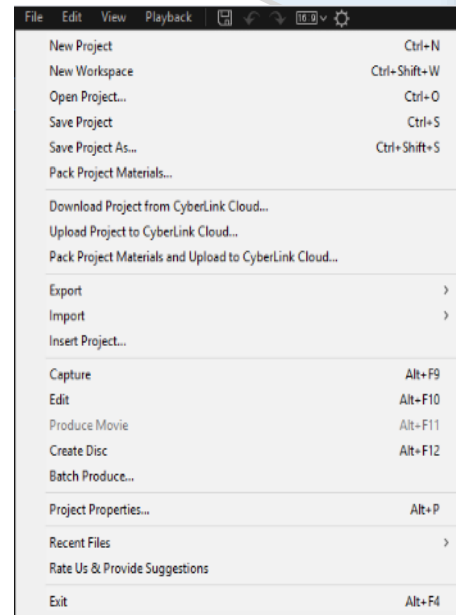 File Edit View Playback 16:9
New Project Ctrl+N
New Workspace Ctrl+Shift+W
Open Project... Ctrl+O
Save Project Ctrl+S
Save Project As... Ctrl+Shift+S
Pack Project Materials...
Download Project from CyberLink Cloud...
Upload Project to CyberLink Cloud...
Pack Project Materials and Upload to CyberLink Cloud...
Export >
Import >
Insert Project...
Capture Alt+F9
Edit Alt+F10
Produce Movie Alt+F11
Create Disc Alt+F12
Batch Produce...
Project Properties... Alt+P
Recent Files >
Rate Us & Provide Suggestions
Exit Alt+F4